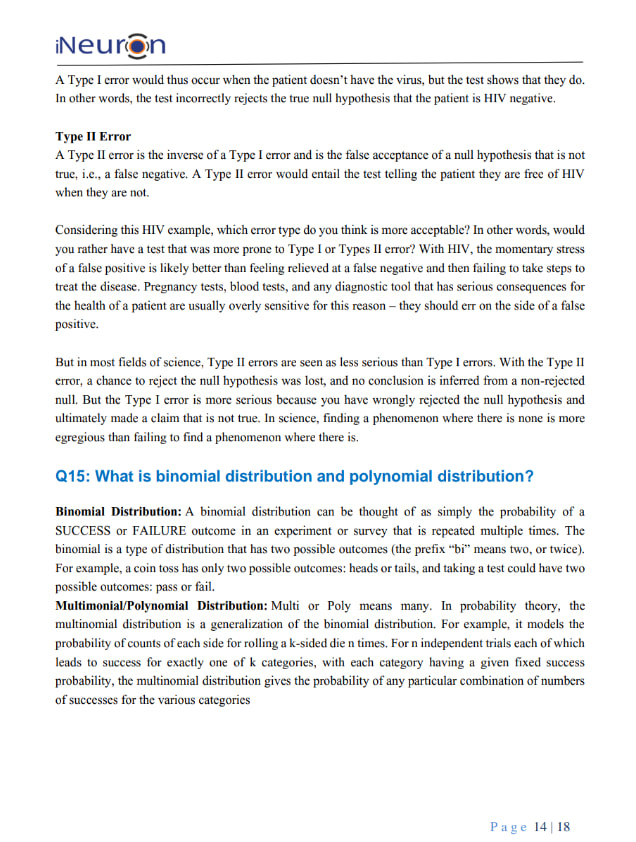 iNeuron
A Type I error would thus occur when the patient doesn’t have the virus, but the test shows that they do.
In other words, the test incorrectly rejects the true null hypothesis that the patient is HIV negative.
Type II Error
A Type II error is the inverse of a Type I error and is the false acceptance of a null hypothesis that is not
true, i.e., a false negative. A Type II error would entail the test telling the patient they are free of HIV
when they are not.
Considering this HIV example, which error type do you think is more acceptable? In other words, would
you rather have a test that was more prone to Type I or Types II error? With HIV, the momentary stress
of a false positive is likely better than feeling relieved at a false negative and then failing to take steps to
treat the disease. Pregnancy tests, blood tests, and any diagnostic tool that has serious consequences for
the health of a patient are usually overly sensitive for this reason – they should err on the side of a false
positive.
But in most fields of science, Type II errors are seen as less serious than Type I errors. With the Type II
error, a chance to reject the null hypothesis was lost, and no conclusion is inferred from a non-rejected
null. But the Type I error is more serious because you have wrongly rejected the null hypothesis and
ultimately made a claim that is not true. In science, finding a phenomenon where there is none is more
egregious than failing to find a phenomenon where there is.
Q15: What is binomial distribution and polynomial distribution?
Binomial Distribution: A binomial distribution can be thought of as simply the probability of a
SUCCESS or FAILURE outcome in an experiment or survey that is repeated multiple times. The
binomial is a type of distribution that has two possible outcomes (the prefix “bi” means two, or twice).
For example, a coin toss has only two possible outcomes: heads or tails, and taking a test could have two
possible outcomes: pass or fail.
Multimonial/Polynomial Distribution: Multi or Poly means many. In probability theory, the
multinomial distribution is a generalization of the binomial distribution. For example, it models the
probability of counts of each side for rolling a k-sided die n times. For n independent trials each of which
leads to success for exactly one of k categories, with each category having a given fixed success
probability, the multinomial distribution gives the probability of any particular combination of numbers
of successes for the various categories
Page 14 | 18